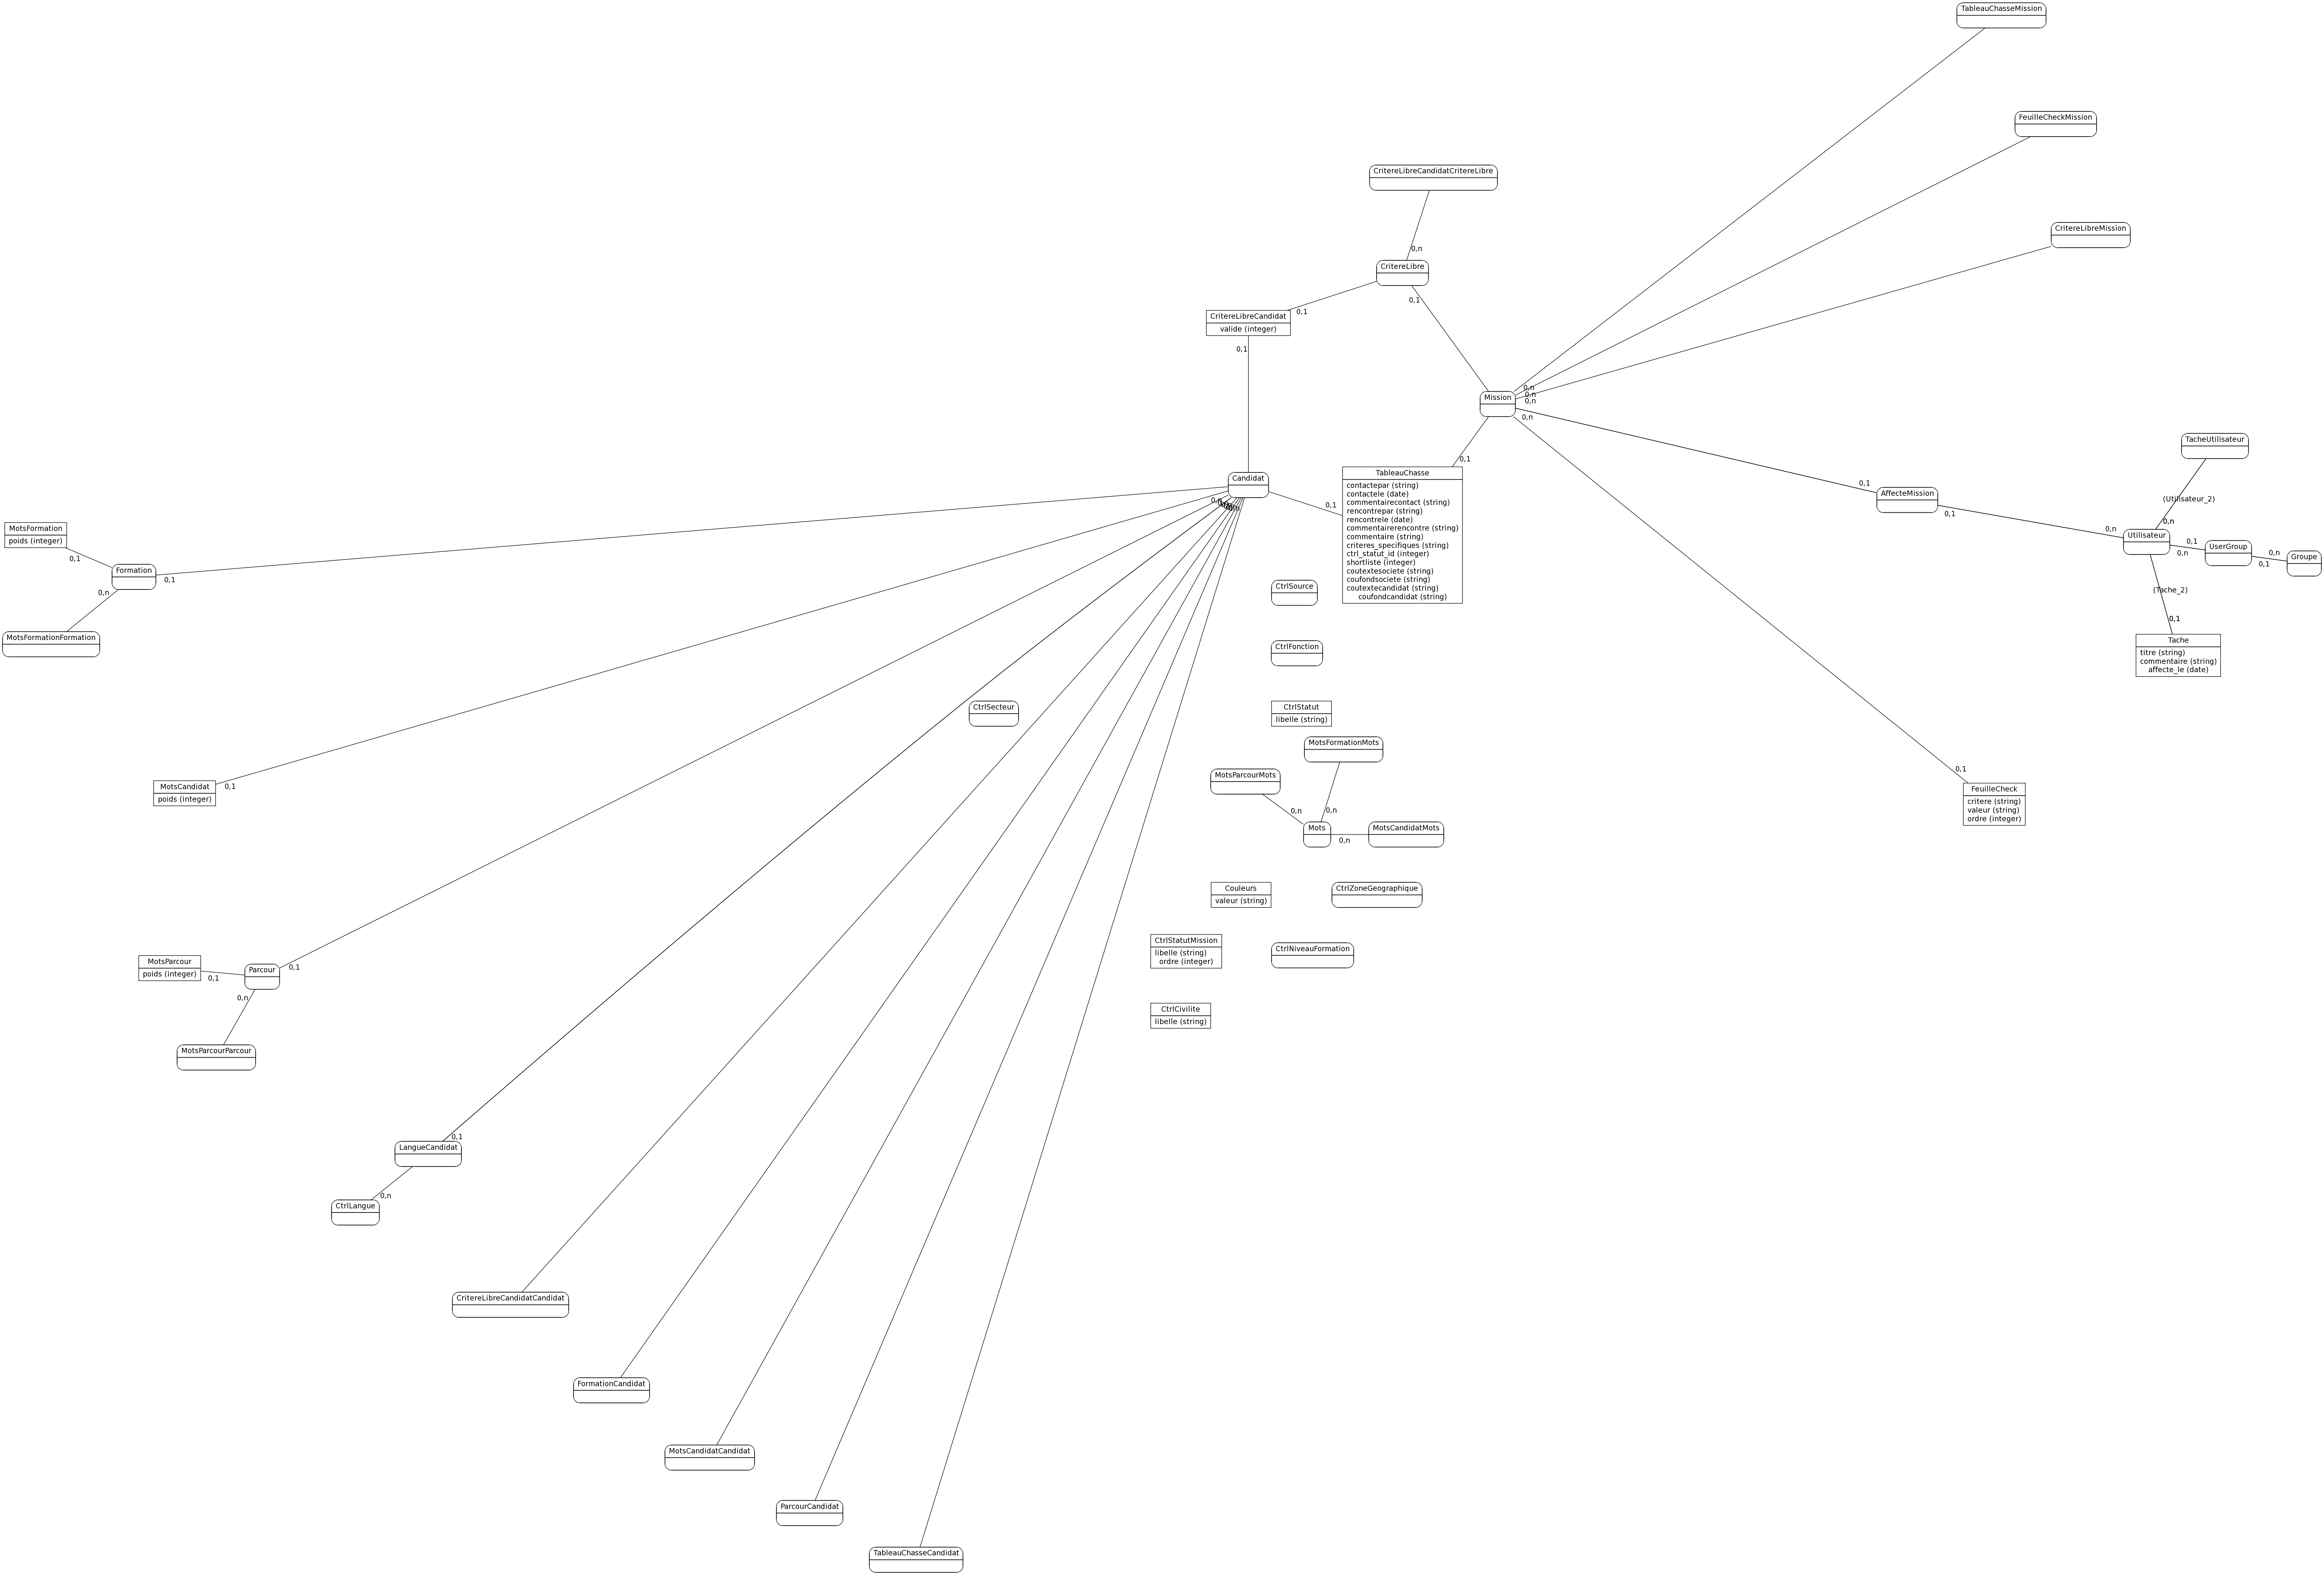 TableauChasseMission
FeuilleCheckMission
CritereLibreCandidatCritereLibre
CritereLibreMission
0,n
CritereLibre
0,1
0,1
CritereLibreCandidat
valide (integer)
0,1
0,n
0,n
0,n
Mission
0,n
TacheUtilisateur
0,1
TableauChasse
contactepar (string)
contactele (date)
commentairecontact (string)
rencontrepar (string)
rencontrele (date)
commentairerencontre (string)
commentaire (string)
criteres_specifiques (string)
ctrl_statut_id (integer)
shortliste (integer)
coutextesociete (string)
coufondsociete (string)
coutextecandidat (string)
coufondcandidat (string)
Candidat
0,n
0,1
0,1
AffecteMission
0,1
(Utilisateur_2)
0,n
0,n
Utilisateur
0,n
0,1
UserGroup
0,n
0,1
Groupe
MotsFormation
poids (integer)
0,1
Formation
0,1
0,n
MotsFormationFormation
CtrlSource
(Tache_2)
0,1
Tache
titre (string)
commentaire (string)
affecte_le (date)
CtrlFonction
CtrlSecteur
CtrlStatut
libelle (string)
MotsFormationMots
MotsParcourMots
0,n
0,n
Mots
0,n
MotsCandidatMots
0,1
FeuilleCheck
critere (string)
valeur (string)
ordre (integer)
MotsCandidat
poids (integer)
0,1
Couleurs
valeur (string)
CtrlZoneGeographique
CtrlStatutMission
libelle (string)
ordre (integer)
CtrlNiveauFormation
MotsParcour
poids (integer)
0,1
Parcour
0,1
0,n
CtrlCivilite
libelle (string)
MotsParcourParcour
0,1
LangueCandidat
0,n
CtrlLangue
CritereLibreCandidatCandidat
FormationCandidat
MotsCandidatCandidat
ParcourCandidat
TableauChasseCandidat